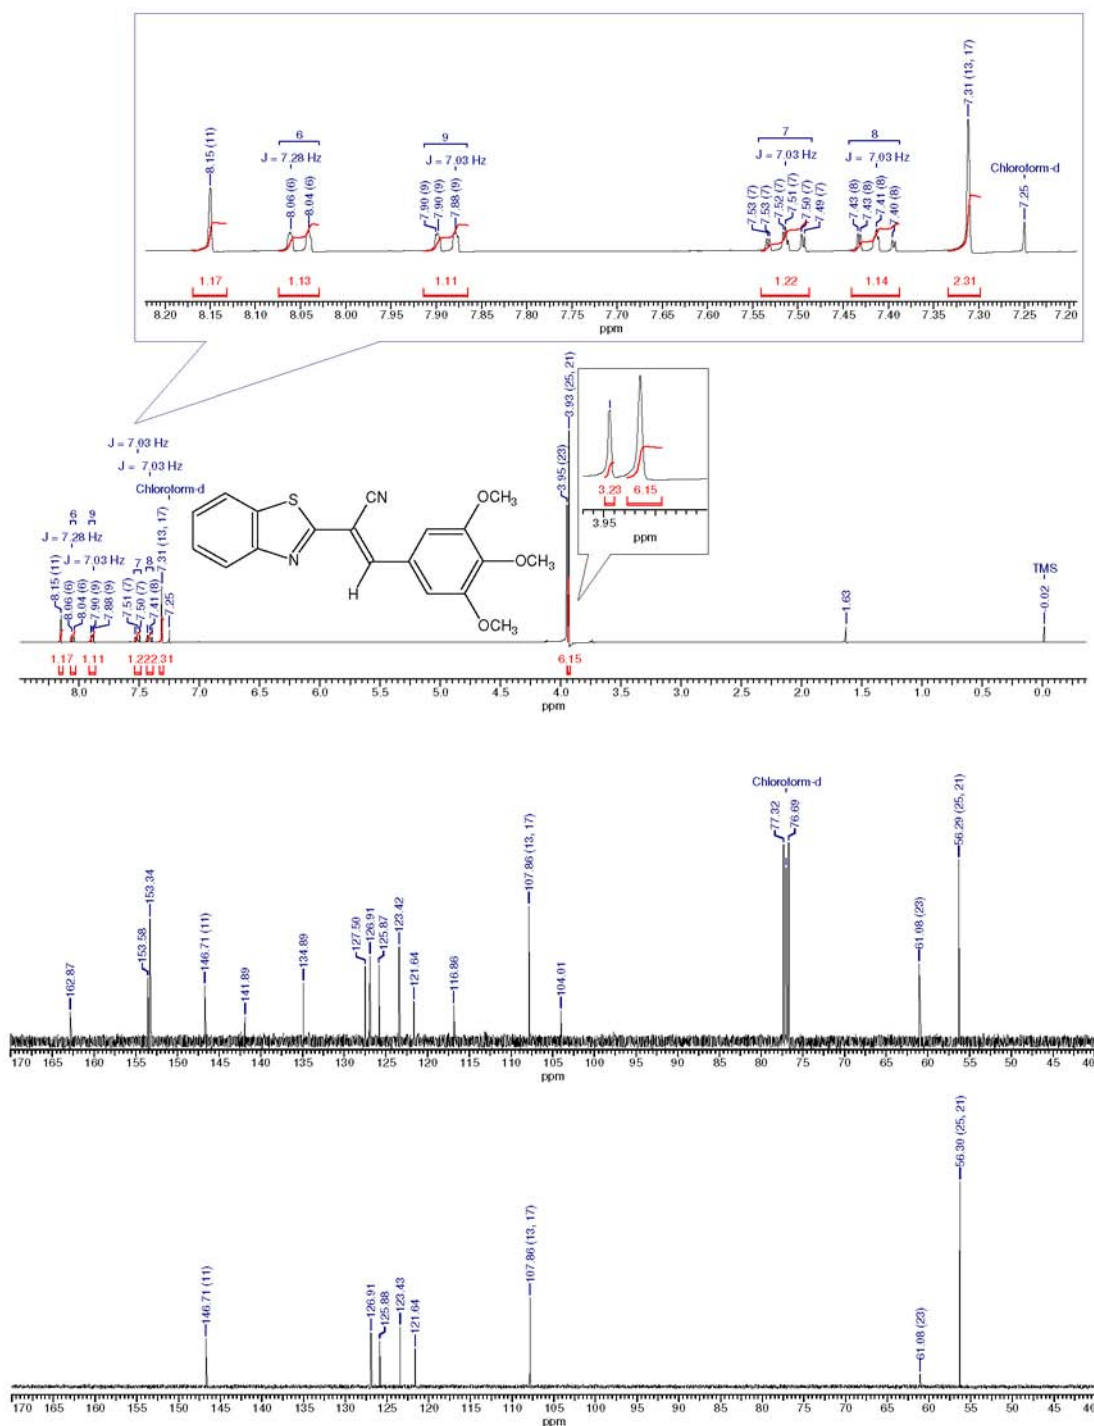 6
9
7
8
J = 7.28 Hz
J = 7.03 Hz
J = 7.03 Hz
J = 7.03 Hz
Chloroform-d
8.15 (11)
8.06 (6)
8.04 (6)
7.90 (9)
7.90 (9)
7.88 (9)
7.53 (7)
7.53 (7)
7.52 (7)
7.51 (7)
7.50 (7)
7.49 (7)
7.43 (8)
7.43 (8)
7.41 (8)
7.40 (8)
7.31 (13, 17)
7.25
1.17 1.13 1.11 1.22 1.14 2.31
8.20 8.15 8.10 8.05 8.00 7.95 7.90 7.85 7.80 7.75 7.70 7.65 7.60 7.55 7.50 7.45 7.40 7.35 7.30 7.25 7.20
ppm
J = 7.03 Hz
J = 7.03 Hz
Chloroform-d
6 9
J = 7.28 Hz
J = 7.03 Hz
7 8
8.15 (11)
8.06 (6)
8.04 (6)
7.90 (9)
7.88 (9)
7.51 (7)
7.50 (7)
7.41 (8)
7.31 (13, 17)
7.25
S
N
CN
H
OCH3
OCH3
OCH3
3.95 (23)
3.93 (25, 21)
3.23 6.15
3.95
ppm
1.63
TMS
-0.02
1.17 1.11 1.22 2.31 6.15
8.0 7.5 7.0 6.5 6.0 5.5 5.0 4.5 4.0 3.5 3.0 2.5 2.0 1.5 1.0 0.5 0.0
ppm
162.87
153.58
153.34
146.71 (11)
141.89
134.89
127.50
126.91
125.87
123.42
121.64
116.86
107.86 (13, 17)
104.01
Chloroform-d
77.32
76.69
61.08 (23)
56.29 (25, 21)
170 165 160 155 150 145 140 135 130 125 120 115 110 105 100 95 90 85 80 75 70 65 60 55 50 45 40
ppm
146.71 (11)
126.91
125.88
123.43
121.64
107.86 (13, 17)
61.08 (23)
56.30 (25, 21)
170 165 160 155 150 145 140 135 130 125 120 115 110 105 100 95 90 85 80 75 70 65 60 55 50 45 40
ppm